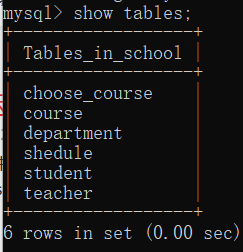 mysql> show tables;
+------------------+
| Tables_in_school |
+------------------+
| choose_course    |
| course           |
| department       |
| shedule          |
| student          |
| teacher          |
+------------------+
6 rows in set (0.00 sec)